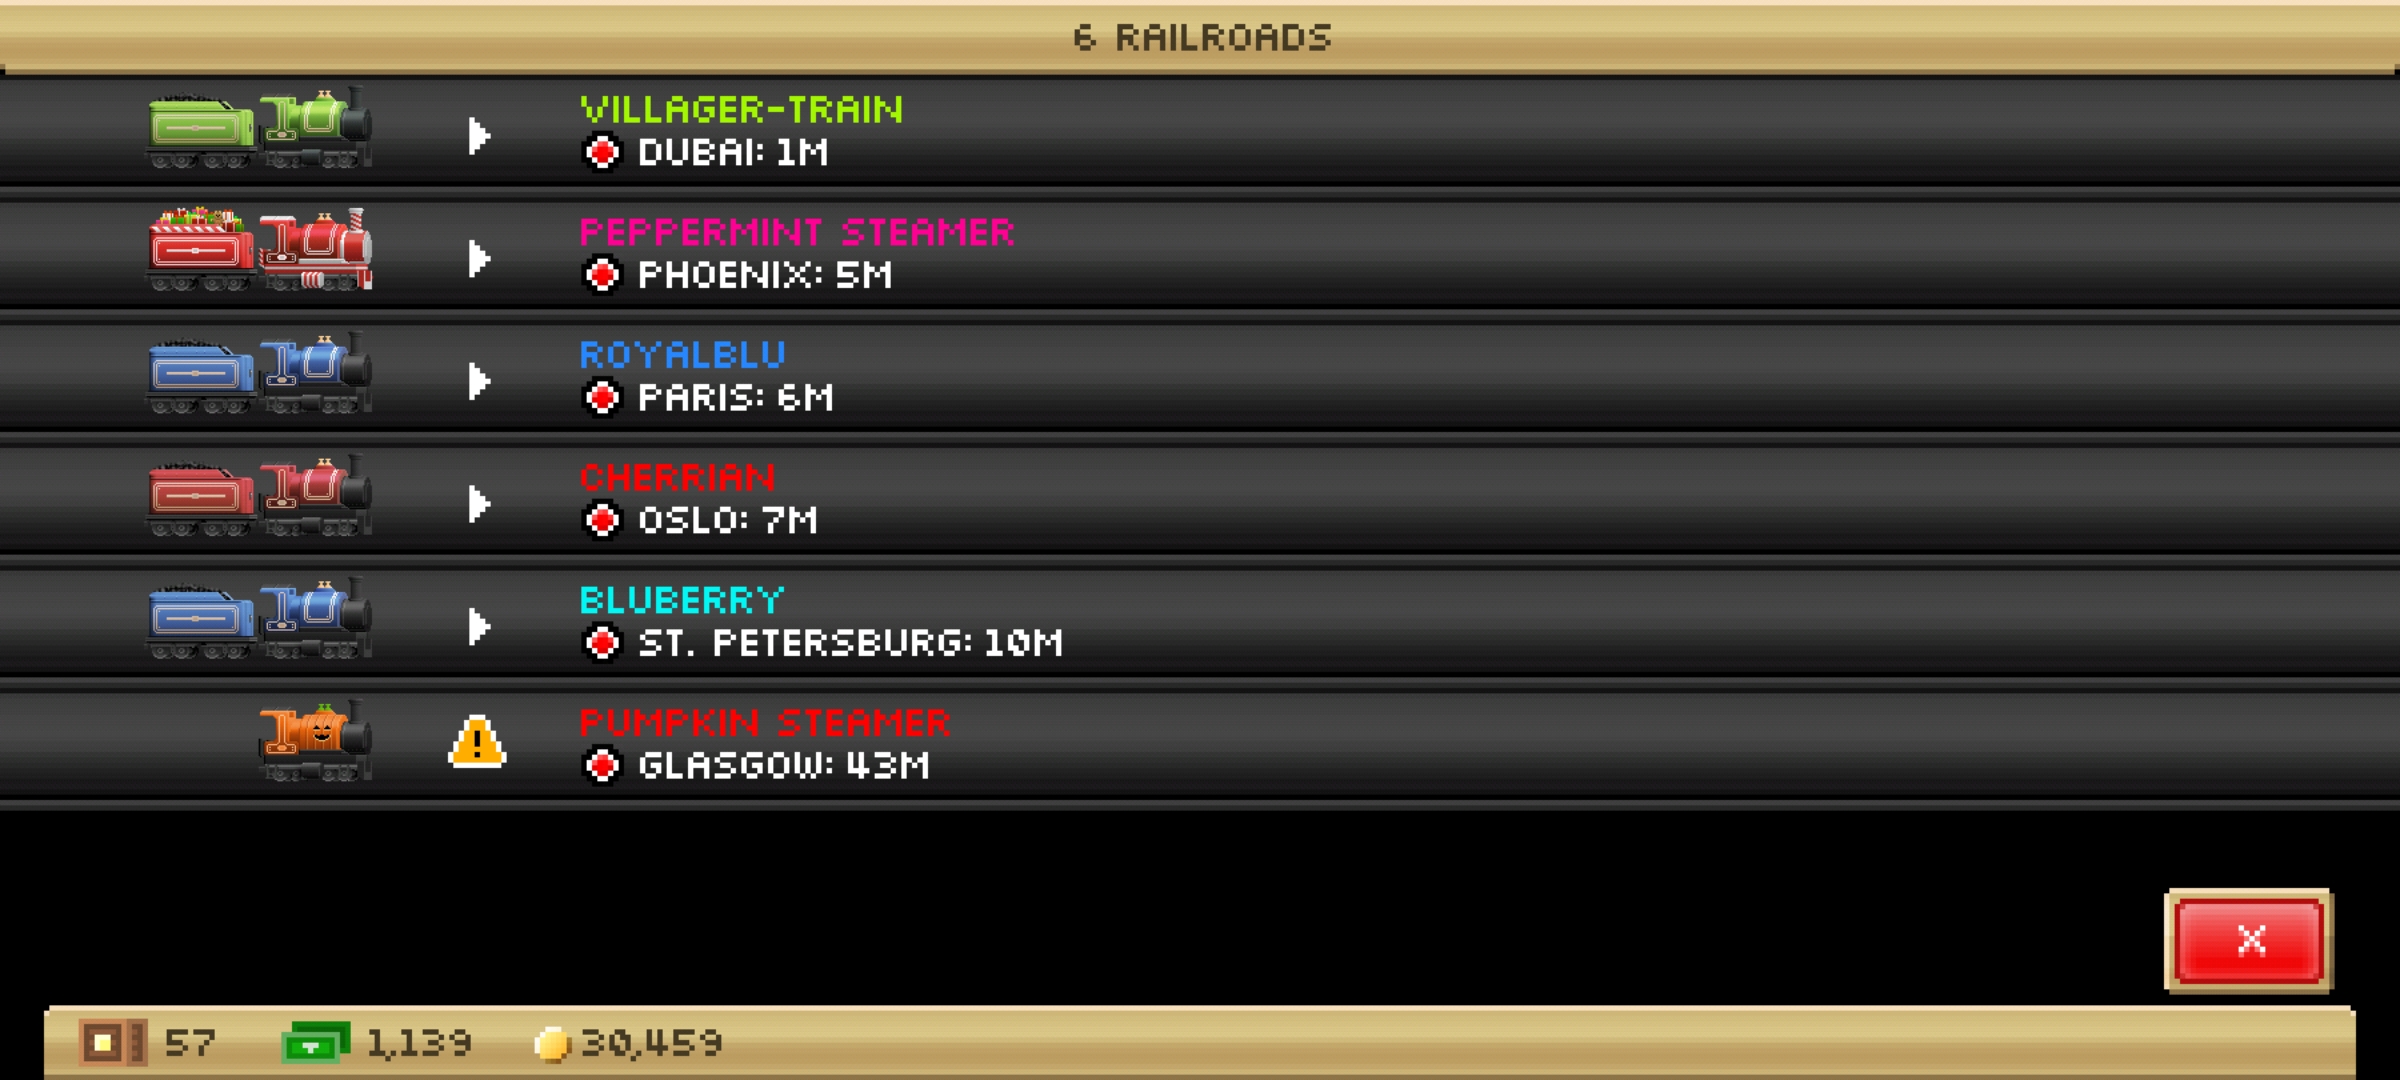 6 RAILROADS
VILLAGER-TRAIN
DUBAI: 1M
PEPPERMINT STEAMER
PHOENIX: 5M
ROYALBLU
PARIS: 6M
CHERRIAN
OSLO: 7M
BLUBERRY
ST. PETERSBURG: 10M
! PUMPKIN STEAMER
GLASGOW: 43M
X
57 1,139 30,459